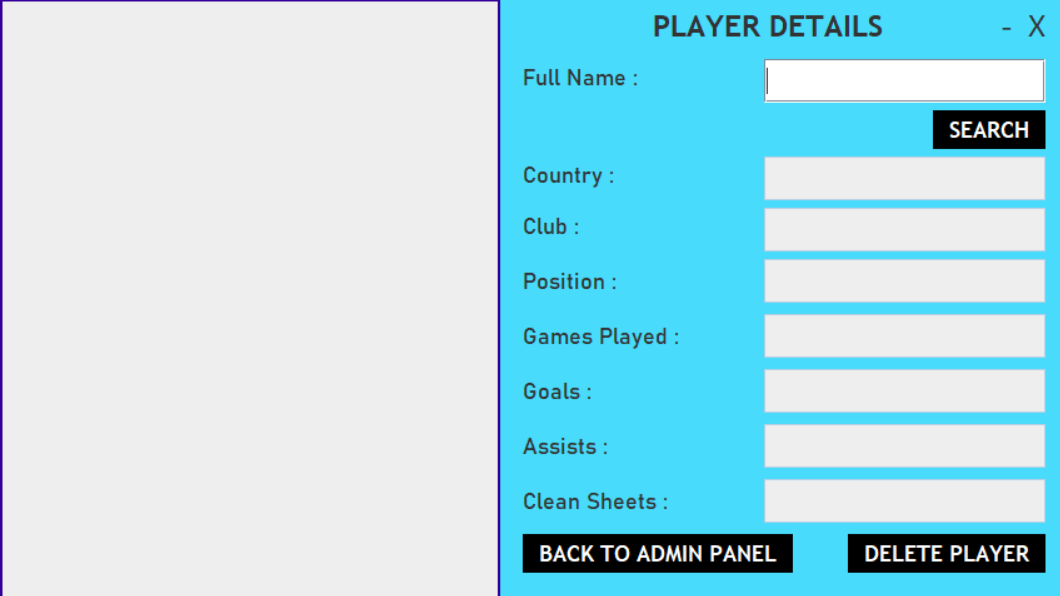 PLAYER DETAILS - X
Full Name :
SEARCH
Country :
Club :
Position :
Games Played :
Goals :
Assists :
Clean Sheets :
BACK TO ADMIN PANEL DELETE PLAYER